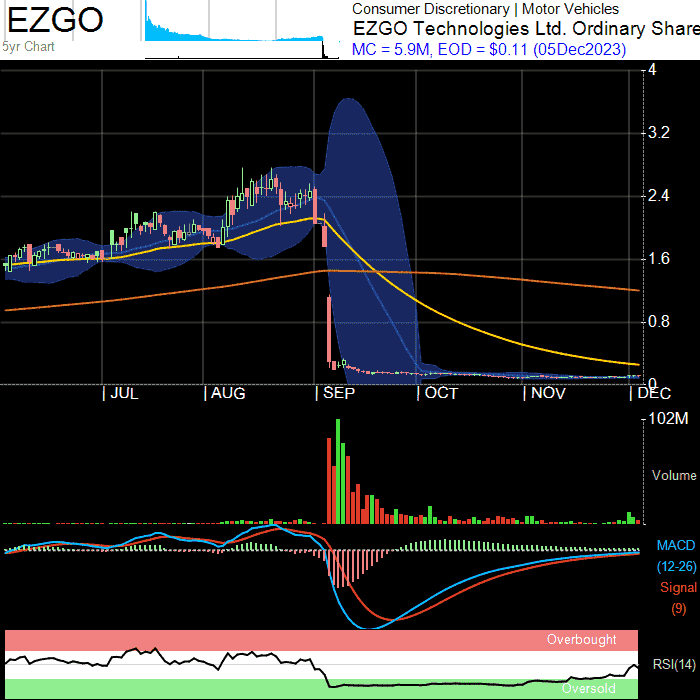 EZGO
5yr Chart
Consumer Discretionary | Motor Vehicles
EZGO Technologies Ltd. Ordinary Share
MC = 5.9M, EOD = $0.11 (05Dec2023)
4
3.2
2.4
1.6
0.8
0
JUL AUG SEP OCT NOV DEC
102M
Volume
MACD
(12-26)
Signal
(9)
Overbought
RSI(14)
Oversold